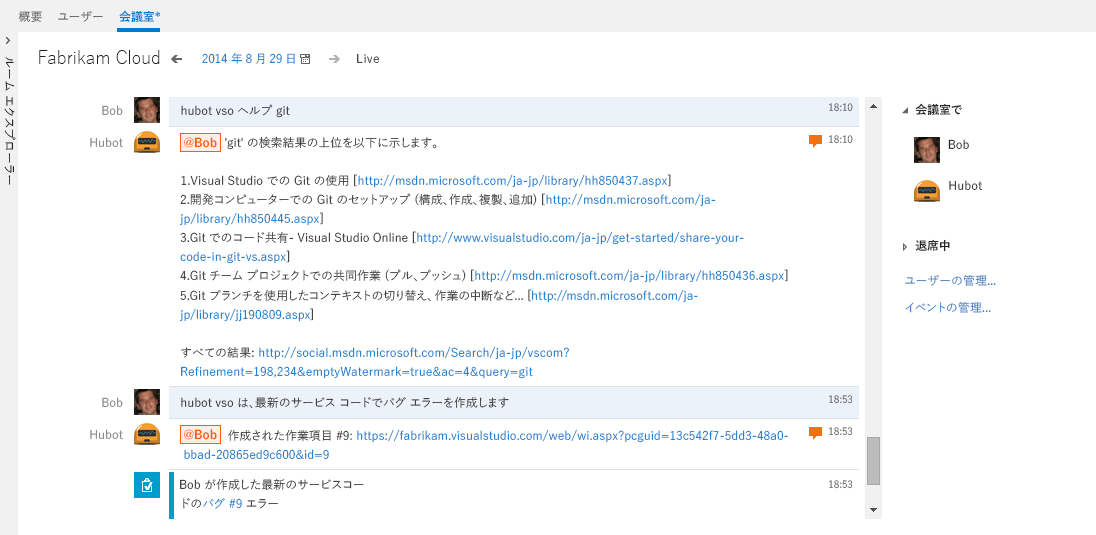 概要 ユーザー 会議室*
ルーム エクスプローラー
Fabrikam Cloud 2014 年 8 月 29 日 Live
Bob hubot vso ヘルプ git 18:10
Hubot @Bob 'git' の検索結果の上位を以下に示します。 18:10
1.Visual Studio での Git の使用 [http://msdn.microsoft.com/ja-jp/library/hh850437.aspx]
2.開発コンピューターでの Git のセットアップ (構成、作成、複製、追加) [http://msdn.microsoft.com/ja-
jp/library/hh850445.aspx]
3.Git でのコード共有- Visual Studio Online [http://www.visualstudio.com/ja-jp/get-started/share-your-
code-in-git-vs.aspx]
4.Git チーム プロジェクトでの共同作業 (プル、プッシュ) [http://msdn.microsoft.com/ja-jp/library/hh850436.aspx]
5.Git ブランチを使用したコンテキストの切り替え、作業の中断など... [http://msdn.microsoft.com/ja-
jp/library/jj190809.aspx]
すべての結果: http://social.msdn.microsoft.com/Search/ja-jp/vscom?
Refinement=198,234&emptyWatermark=true&ac=4&query=git
Bob hubot vso は、最新のサービス コードでバグ エラーを作成します 18:53
Hubot @Bob 作成された作業項目 #9: https://fabrikam.visualstudio.com/web/wi.aspx?pcguid=13c542f7-5dd3-48a0- 18:53
bbad-20865ed9c600&id=9
Bob が作成した最新のサービスコー 18:53
ドのバグ #9 エラー
会議室で
Bob
Hubot
退席中
ユーザーの管理...
イベントの管理...